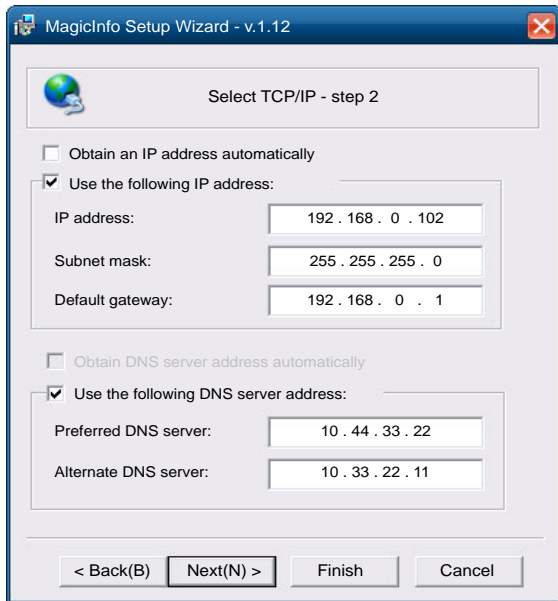 MagicInfo Setup Wizard - v.1.12
Select TCP/IP - step 2
Obtain an IP address automatically
Use the following IP address:
IP address: 192 . 168 . 0 . 102
Subnet mask: 255 . 255 . 255 . 0
Default gateway: 192 . 168 . 0 . 1
Obtain DNS server address automatically
Use the following DNS server address:
Preferred DNS server: 10 . 44 . 33 . 22
Alternate DNS server: 10 . 33 . 22 . 11
< Back(B) Next(N) > Finish Cancel